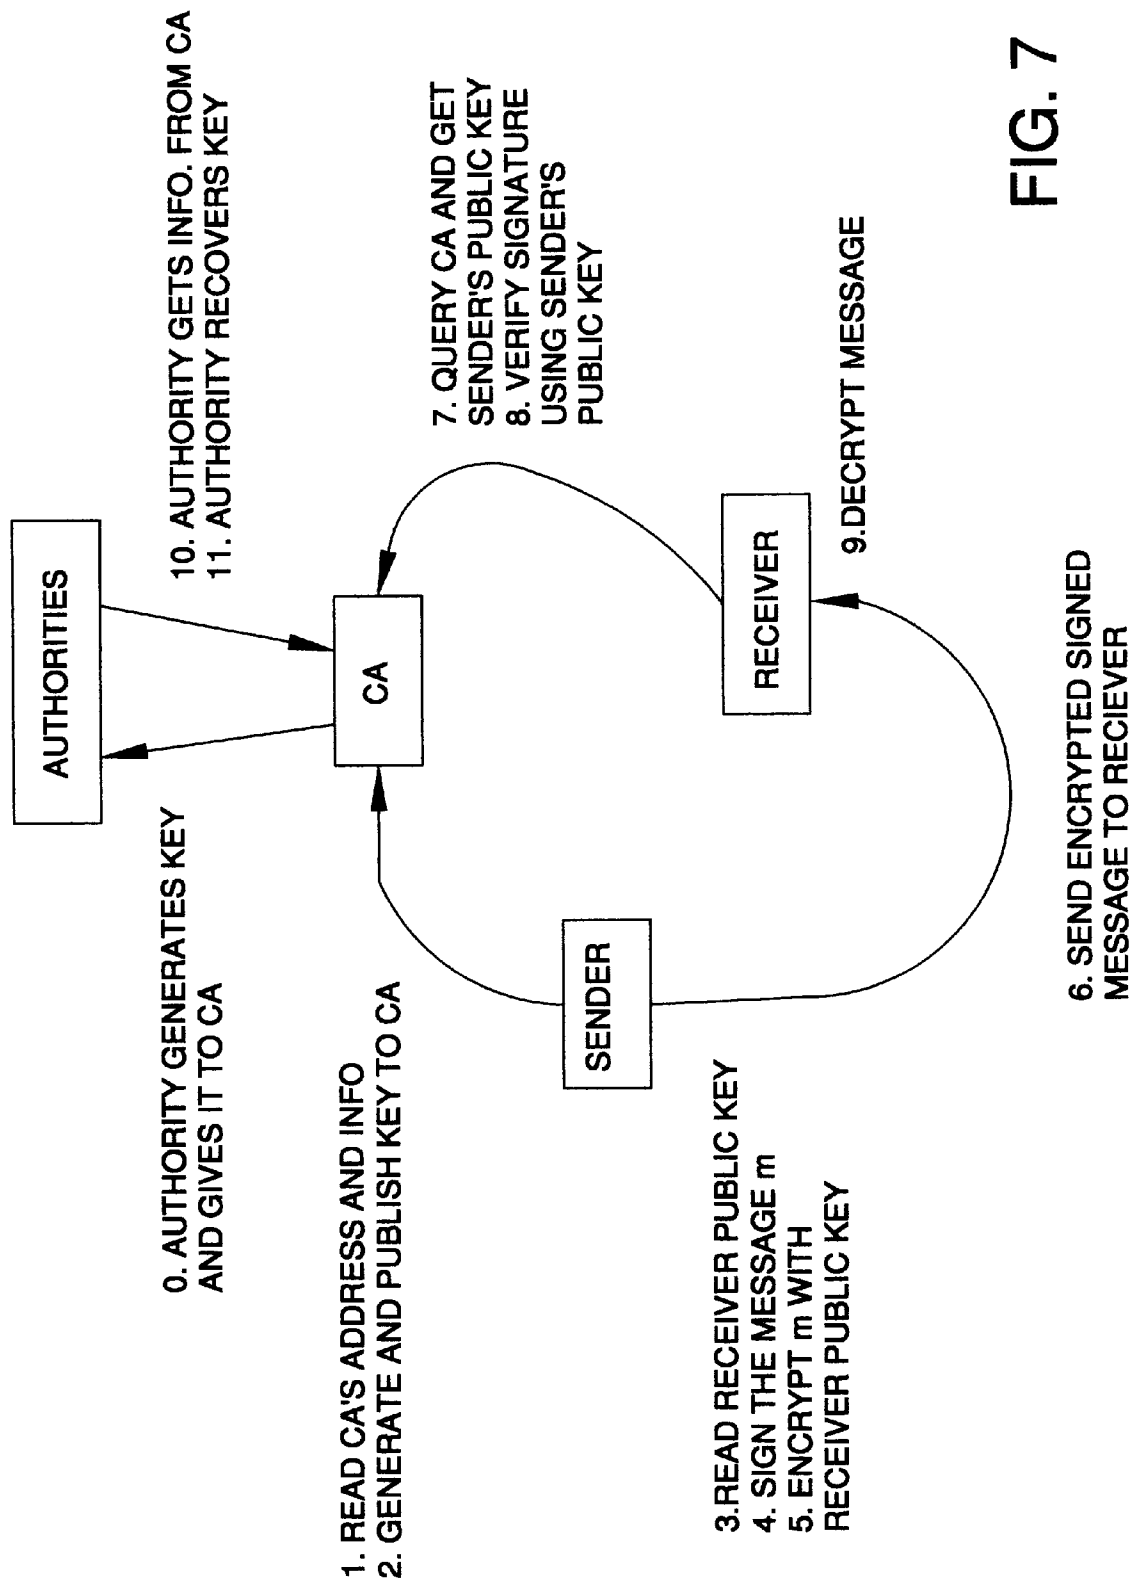 AUTHORITIES
0. AUTHORITY GENERATES KEY
AND GIVES IT TO CA
10. AUTHORITY GETS INFO. FROM CA
11. AUTHORITY RECOVERS KEY
1. READ CA'S ADDRESS AND INFO
2. GENERATE AND PUBLISH KEY TO CA
CA
7. QUERY CA AND GET
SENDER'S PUBLIC KEY
8. VERIFY SIGNATURE
USING SENDER'S
PUBLIC KEY
SENDER
RECEIVER
3.READ RECEIVER PUBLIC KEY
4. SIGN THE MESSAGE m
5. ENCRYPT m WITH
RECEIVER PUBLIC KEY
9.DECRYPT MESSAGE
6. SEND ENCRYPTED SIGNED
MESSAGE TO RECIEVER
FIG. 7